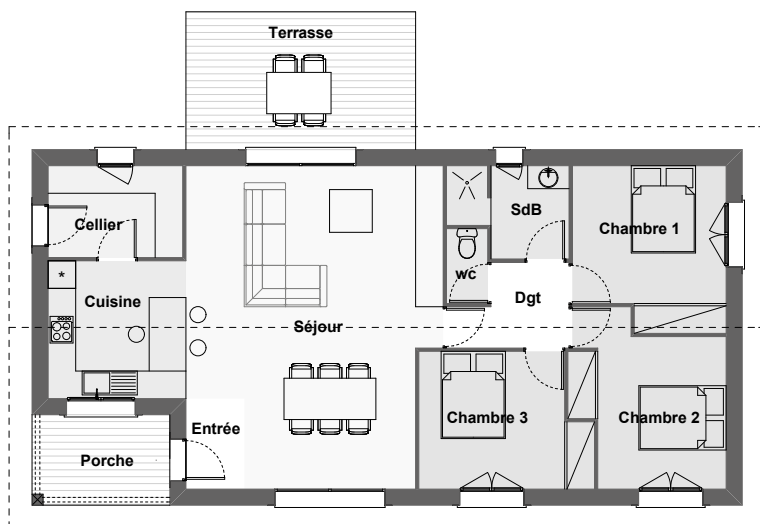 Terrasse
Cellier
SdB
Chambre 1
wc
*
Cuisine
Dgt
Séjour
Entrée
Chambre 3
Chambre 2
Porche